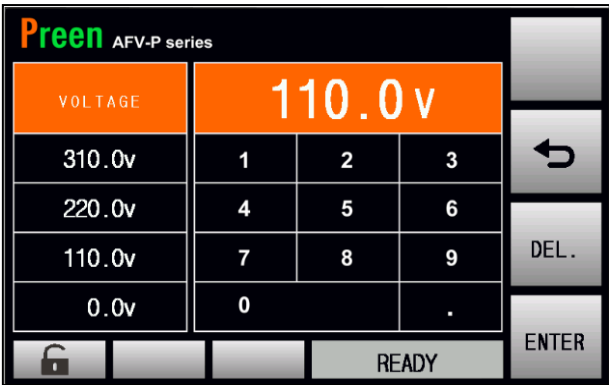 Preen AFV-P series
VOLTAGE 110.0v
310.0v 1 2 3
220.0v 4 5 6 DEL.
110.0v 7 8 9
0.0v 0 .
READY ENTER